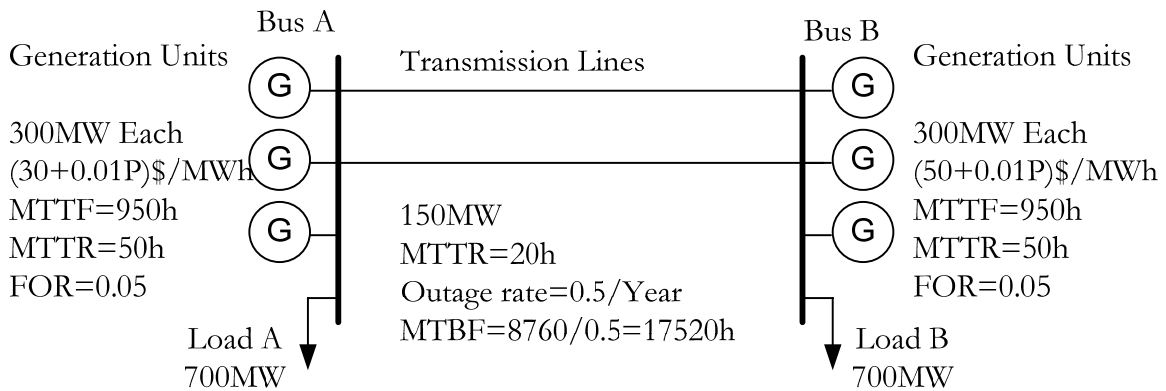 Bus A
Generation Units
G
G
G
300MW Each
(30+0.01P)$/MWh
MTTF=950h
MTTR=50h
FOR=0.05
Load A
700MW
Transmission Lines
150MW
MTTR=20h
Outage rate=0.5/Year
MTBF=8760/0.5=17520h
Bus B
Generation Units
G
G
G
300MW Each
(50+0.01P)$/MWh
MTTF=950h
MTTR=50h
FOR=0.05
Load B
700MW